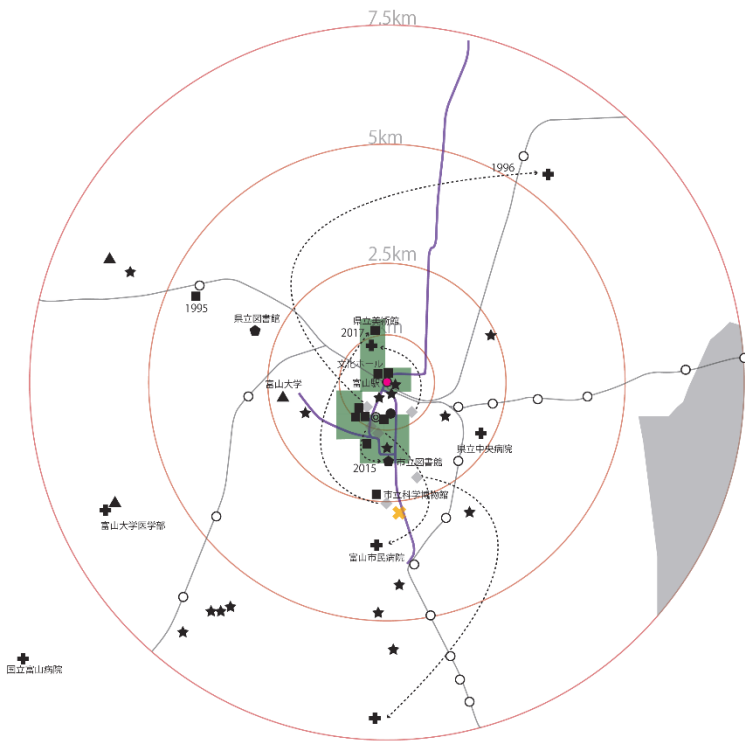 7.5km
5km
1996
2.5km
1995
県立図書館
県立美術館
2017
文化ホール
富山駅
富山大学
県立中央病院
2015
市立図書館
市立科学博物館
富山大学医学部
富山市民病院
国立富山病院